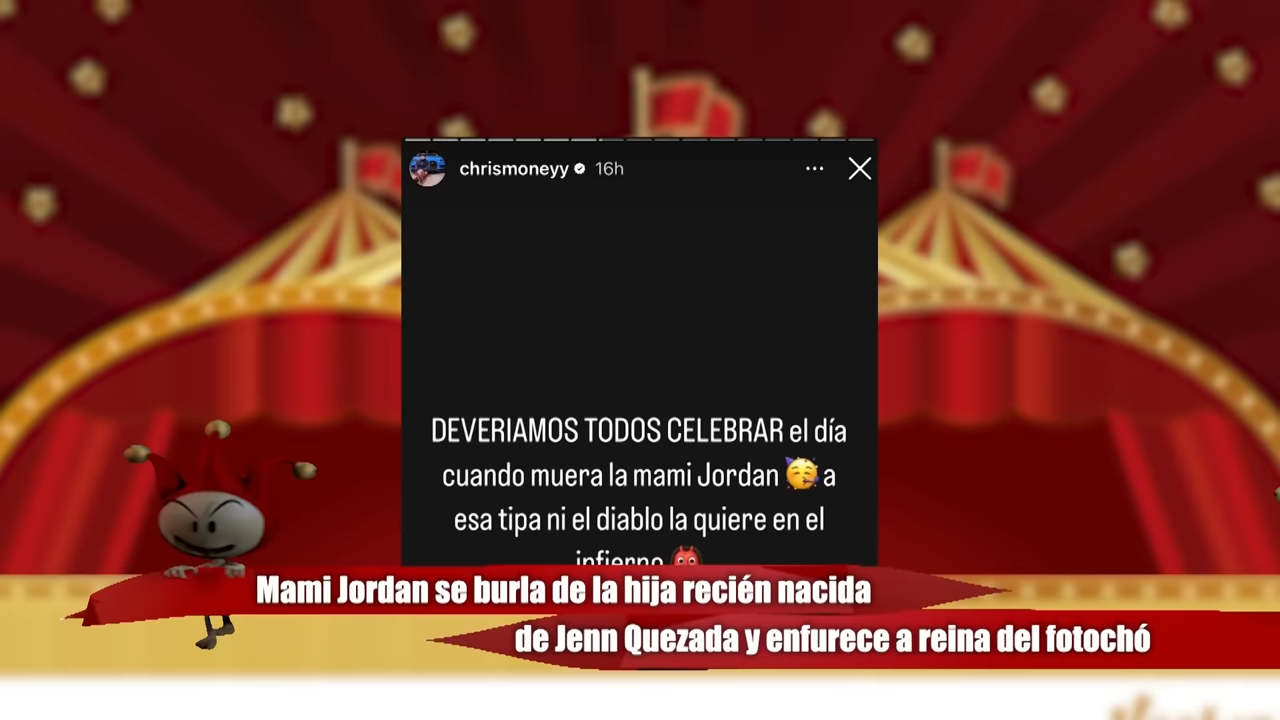 chrismoneyy 16h
DEVERIAMOS TODOS CELEBRAR el día
cuando muera la mami Jordan 🥳 a
esa tipa ni el diablo la quiere en el
infierno 👹
Mami Jordan se burla de la hija recién nacida
de Jenn Quezada y enfurece a reina del fotochó